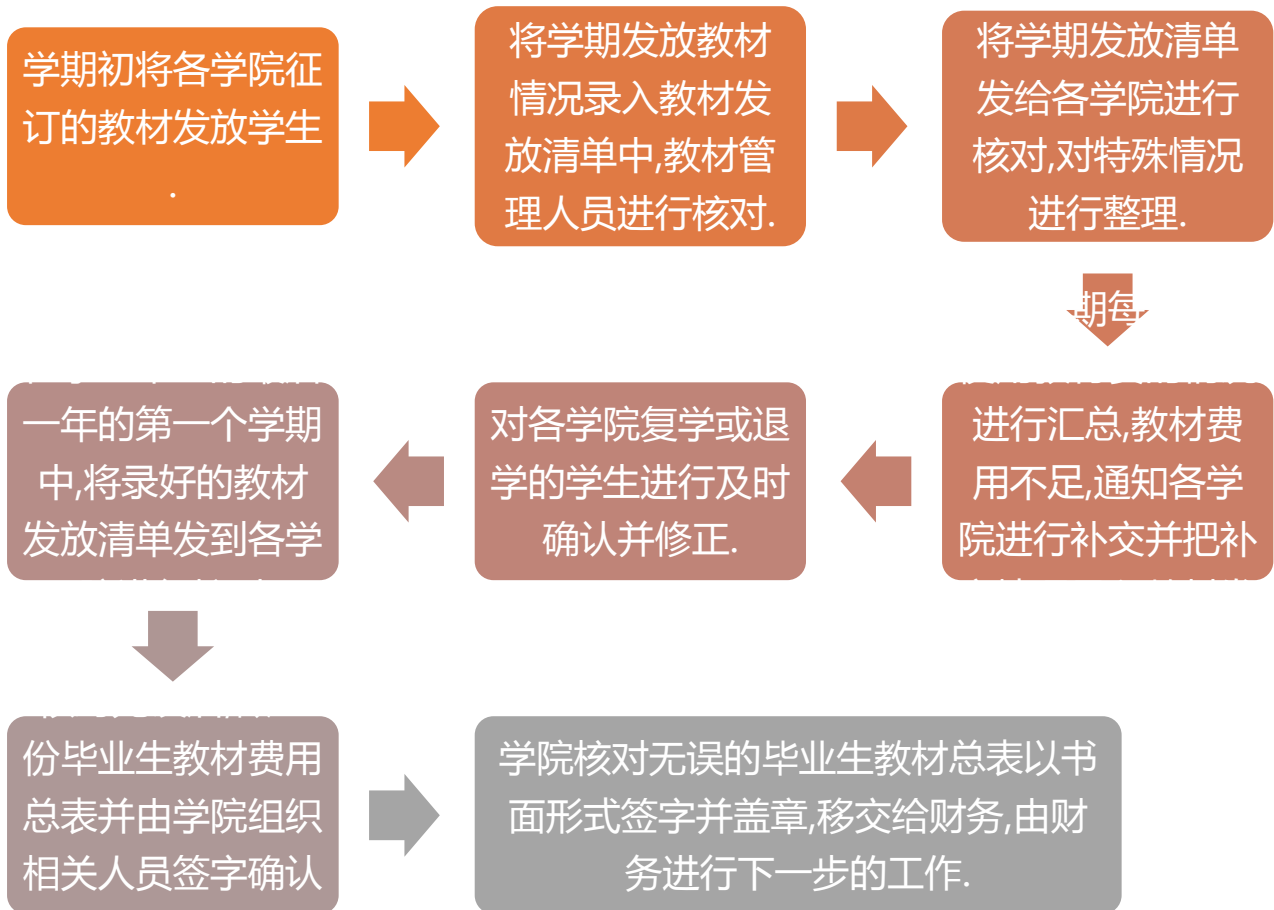 学期初将各学院征
订的教材发放学生
.
将学期发放教材
情况录入教材发
放清单中,教材管
理人员进行核对.
将学期发放清单
发给各学院进行
核对,对特殊情况
进行整理.
期每
进行汇总,教材费
用不足,通知各学
院进行补交并把补
对各学院复学或退
学的学生进行及时
确认并修正.
一年的第一个学期
中,将录好的教材
发放清单发到各学
份毕业生教材费用
总表并由学院组织
相关人员签字确认
学院核对无误的毕业生教材总表以书
面形式签字并盖章,移交给财务,由财
务进行下一步的工作.